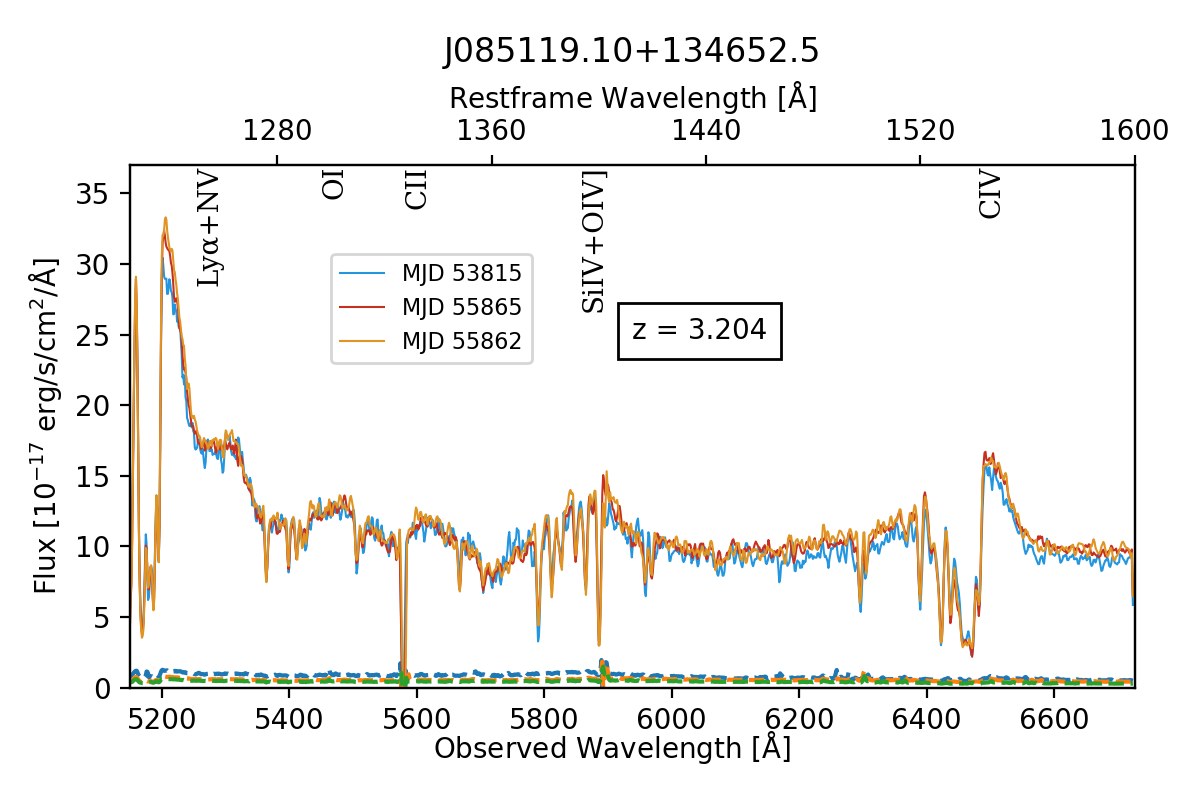 J085119.10+134652.5
Restframe Wavelength [Å]
1280 1360 1440 1520 1600
Lyα+NV
OI
CII
SiIV+OIV]
CIV
MJD 53815
MJD 55865
MJD 55862
z = 3.204
Flux [10⁻¹⁷ erg/s/cm²/Å]
35
30
25
20
15
10
5
0
5200 5400 5600 5800 6000 6200 6400 6600
Observed Wavelength [Å]